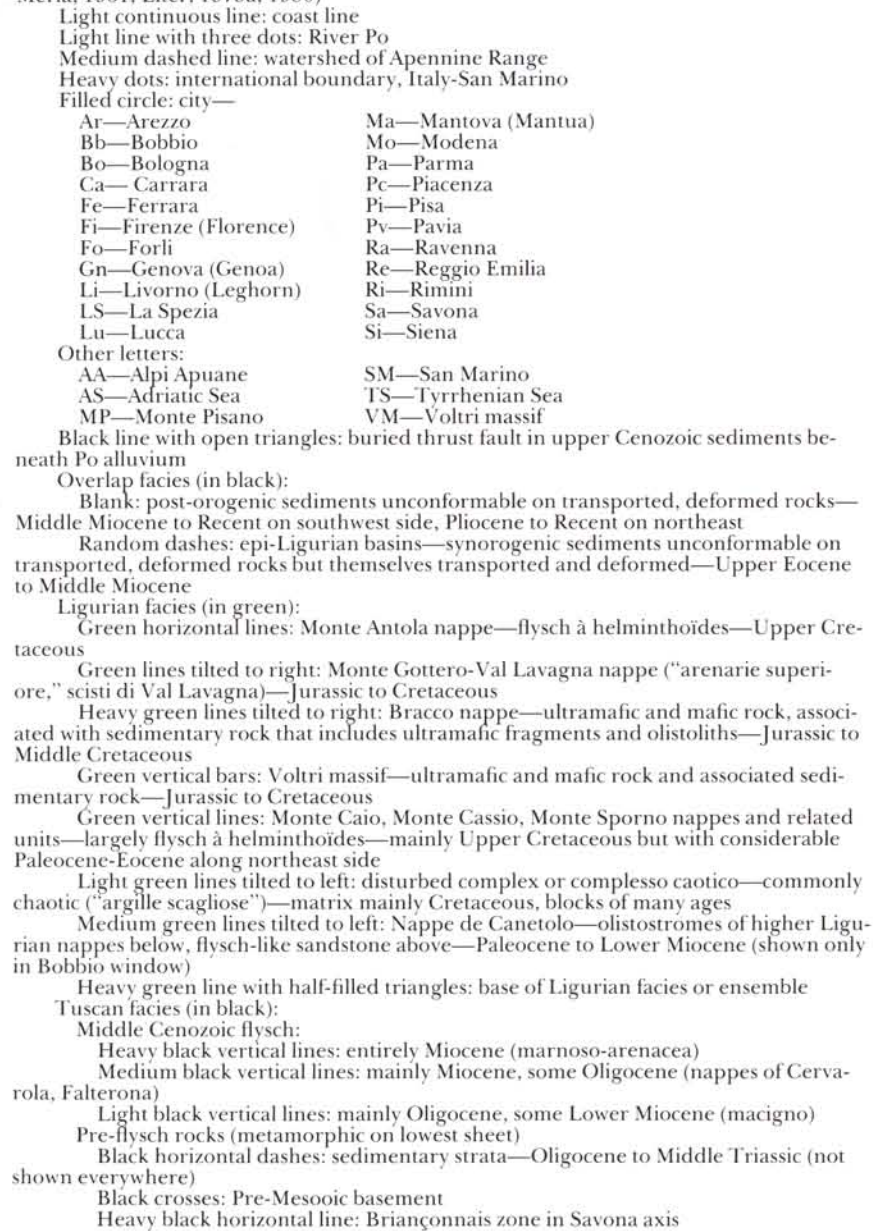 Light continuous line: coast line
Light line with three dots: River Po
Medium dashed line: watershed of Apennine Range
Heavy dots: international boundary, Italy-San Marino
Filled circle: city—
Ar—Arezzo Ma—Mantova (Mantua)
Bb—Bobbio Mo—Modena
Bo—Bologna Pa—Parma
Ca— Carrara Pc—Piacenza
Fe—Ferrara Pi—Pisa
Fi—Firenze (Florence) Pv—Pavia
Fo—Forli Ra—Ravenna
Gn—Genova (Genoa) Re—Reggio Emilia
Li—Livorno (Leghorn) Ri—Rimini
LS—La Spezia Sa—Savona
Lu—Lucca Si—Siena
Other letters:
AA—Alpi Apuane SM—San Marino
AS—Adriatic Sea TS—Tyrrhenian Sea
MP—Monte Pisano VM—Voltri massif
Black line with open triangles: buried thrust fault in upper Cenozoic sediments be-
neath Po alluvium
Overlap facies (in black):
Blank: post-orogenic sediments unconformable on transported, deformed rocks—
Middle Miocene to Recent on southwest side, Pliocene to Recent on northeast
Random dashes: epi-Ligurian basins—synorogenic sediments unconformable on
transported, deformed rocks but themselves transported and deformed—Upper Eocene
to Middle Miocene
Ligurian facies (in green):
Green horizontal lines: Monte Antola nappe—flysch à helminthoïdes—Upper Cre-
taceous
Green lines tilted to right: Monte Gottero-Val Lavagna nappe (“arenarie superi-
ore,” scisti di Val Lavagna)—Jurassic to Cretaceous
Heavy green lines tilted to right: Bracco nappe—ultramafic and mafic rock, associ-
ated with sedimentary rock that includes ultramafic fragments and olistoliths—Jurassic to
Middle Cretaceous
Green vertical bars: Voltri massif—ultramafic and mafic rock and associated sedi-
mentary rock—Jurassic to Cretaceous
Green vertical lines: Monte Caio, Monte Cassio, Monte Sporno nappes and related
units—largely flysch à helminthoïdes—mainly Upper Cretaceous but with considerable
Paleocene-Eocene along northeast side
Light green lines tilted to left: disturbed complex or complesso caotico—commonly
chaotic (“argille scagliose”)—matrix mainly Cretaceous, blocks of many ages
Medium green lines tilted to left: Nappe de Canetolo—olistostromes of higher Ligu-
rian nappes below, flysch-like sandstone above—Paleocene to Lower Miocene (shown only
in Bobbio window)
Heavy green line with half-filled triangles: base of Ligurian facies or ensemble
Tuscan facies (in black):
Middle Cenozoic flysch:
Heavy black vertical lines: entirely Miocene (marnoso-arenacea)
Medium black vertical lines: mainly Miocene, some Oligocene (nappes of Cerva-
rola, Falterona)
Light black vertical lines: mainly Oligocene, some Lower Miocene (macigno)
Pre-flysch rocks (metamorphic on lowest sheet)
Black horizontal dashes: sedimentary strata—Oligocene to Middle Triassic (not
shown everywhere)
Black crosses: Pre-Mesooic basement
Heavy black horizontal line: Briançonnais zone in Savona axis